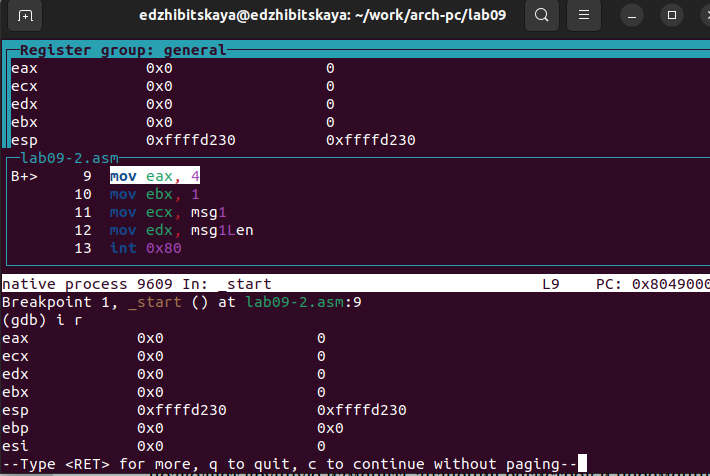 edzhibitskaya@edzhibitskaya: ~/work/arch-pc/lab09
Register group: general
eax 0x0 0
ecx 0x0 0
edx 0x0 0
ebx 0x0 0
esp 0xffffd230 0xffffd230
lab09-2.asm
B+> 9 mov eax, 4
10 mov ebx, 1
11 mov ecx, msg1
12 mov edx, msg1Len
13 int 0x80
native process 9609 In: _start L9 PC: 0x8049000
Breakpoint 1, _start () at lab09-2.asm:9
(gdb) i r
eax 0x0 0
ecx 0x0 0
edx 0x0 0
ebx 0x0 0
esp 0xffffd230 0xffffd230
ebp 0x0 0x0
esi 0x0 0
--Type <RET> for more, q to quit, c to continue without paging--